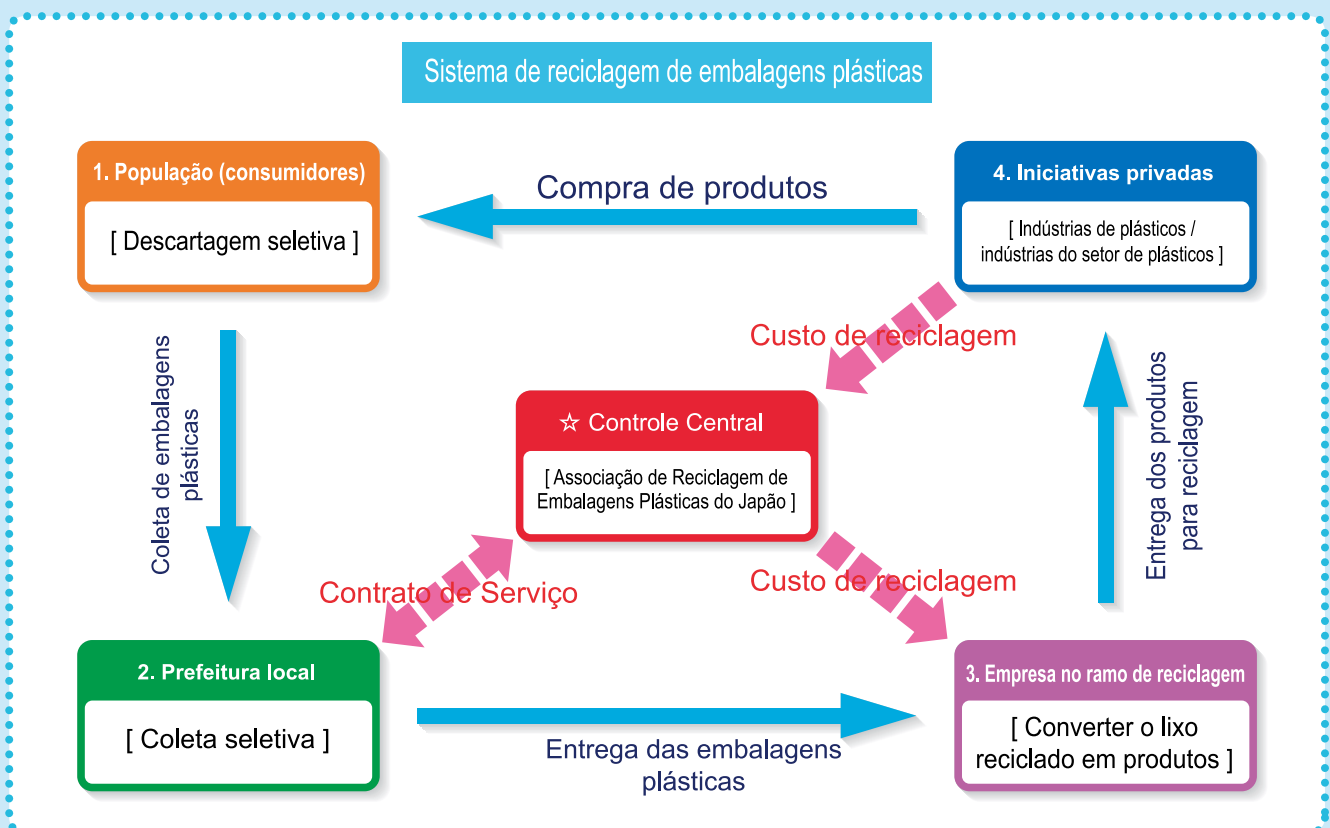 Sistema de reciclagem de embalagens plásticas
1. População (consumidores)
[ Descartagem seletiva ]
Compra de produtos
4. Iniciativas privadas
[ Indústrias de plásticos /
indústrias do setor de plásticos ]
Custo de reciclagem
Coleta de embalagens
plásticas
☆ Controle Central
[ Associação de Reciclagem de
Embalagens Plásticas do Japão ]
Entrega dos produtos
para reciclagem
Contrato de Serviço
Custo de reciclagem
2. Prefeitura local
[ Coleta seletiva ]
Entrega das embalagens
plásticas
3. Empresa no ramo de reciclagem
[ Converter o lixo
reciclado em produtos ]